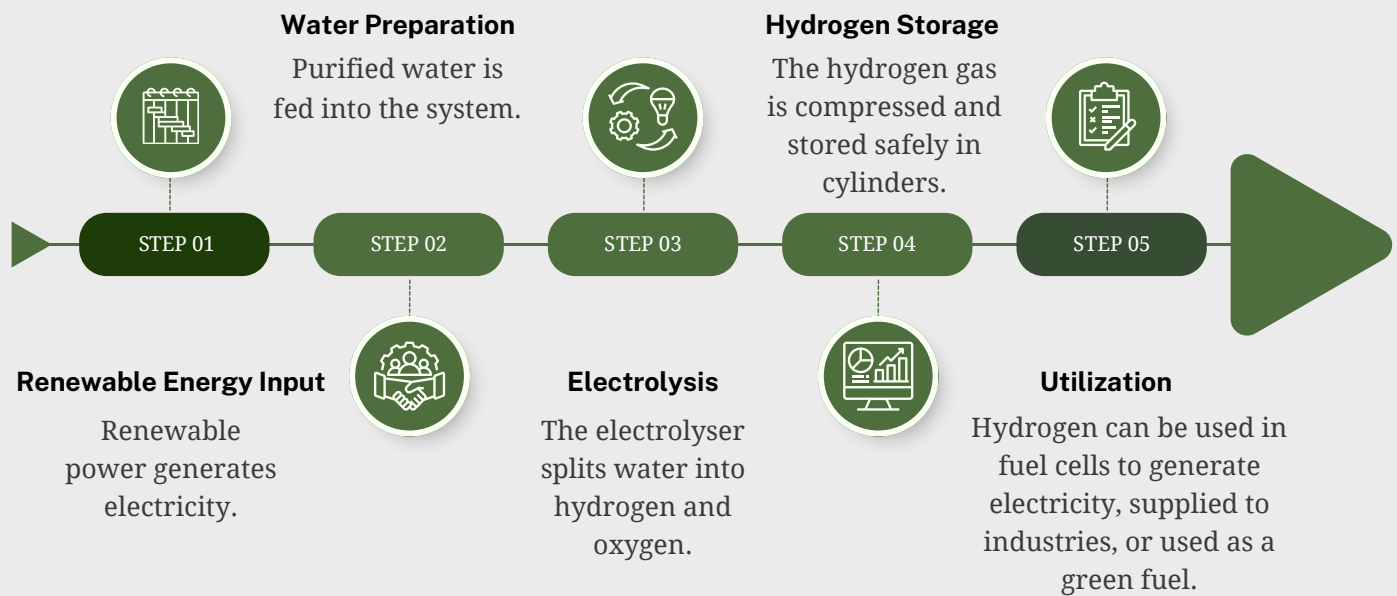 STEP 01
Renewable Energy Input
Renewable
power generates
electricity.
Water Preparation
Purified water is
fed into the system.
STEP 02
STEP 03
Electrolysis
The electrolyser
splits water into
hydrogen and
oxygen.
Hydrogen Storage
The hydrogen gas
is compressed and
stored safely in
cylinders.
STEP 04
STEP 05
Utilization
Hydrogen can be used in
fuel cells to generate
electricity, supplied to
industries, or used as a
green fuel.